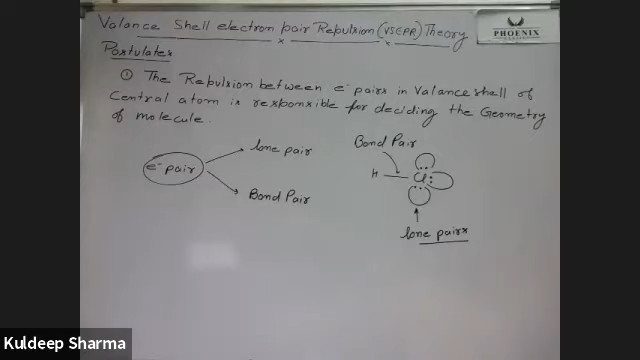 Valance Shell electron pair Repulsion (VSEPR) Theory
PHOENIX
Postulates
① The Repulsion between e⁻ pairs in Valance shell of
Central atom is responsible for deciding the Geometry
of molecule.
e⁻ pair
lone pair
Bond Pair
Bond Pair
H
Cl
lone pairs
Kuldeep Sharma